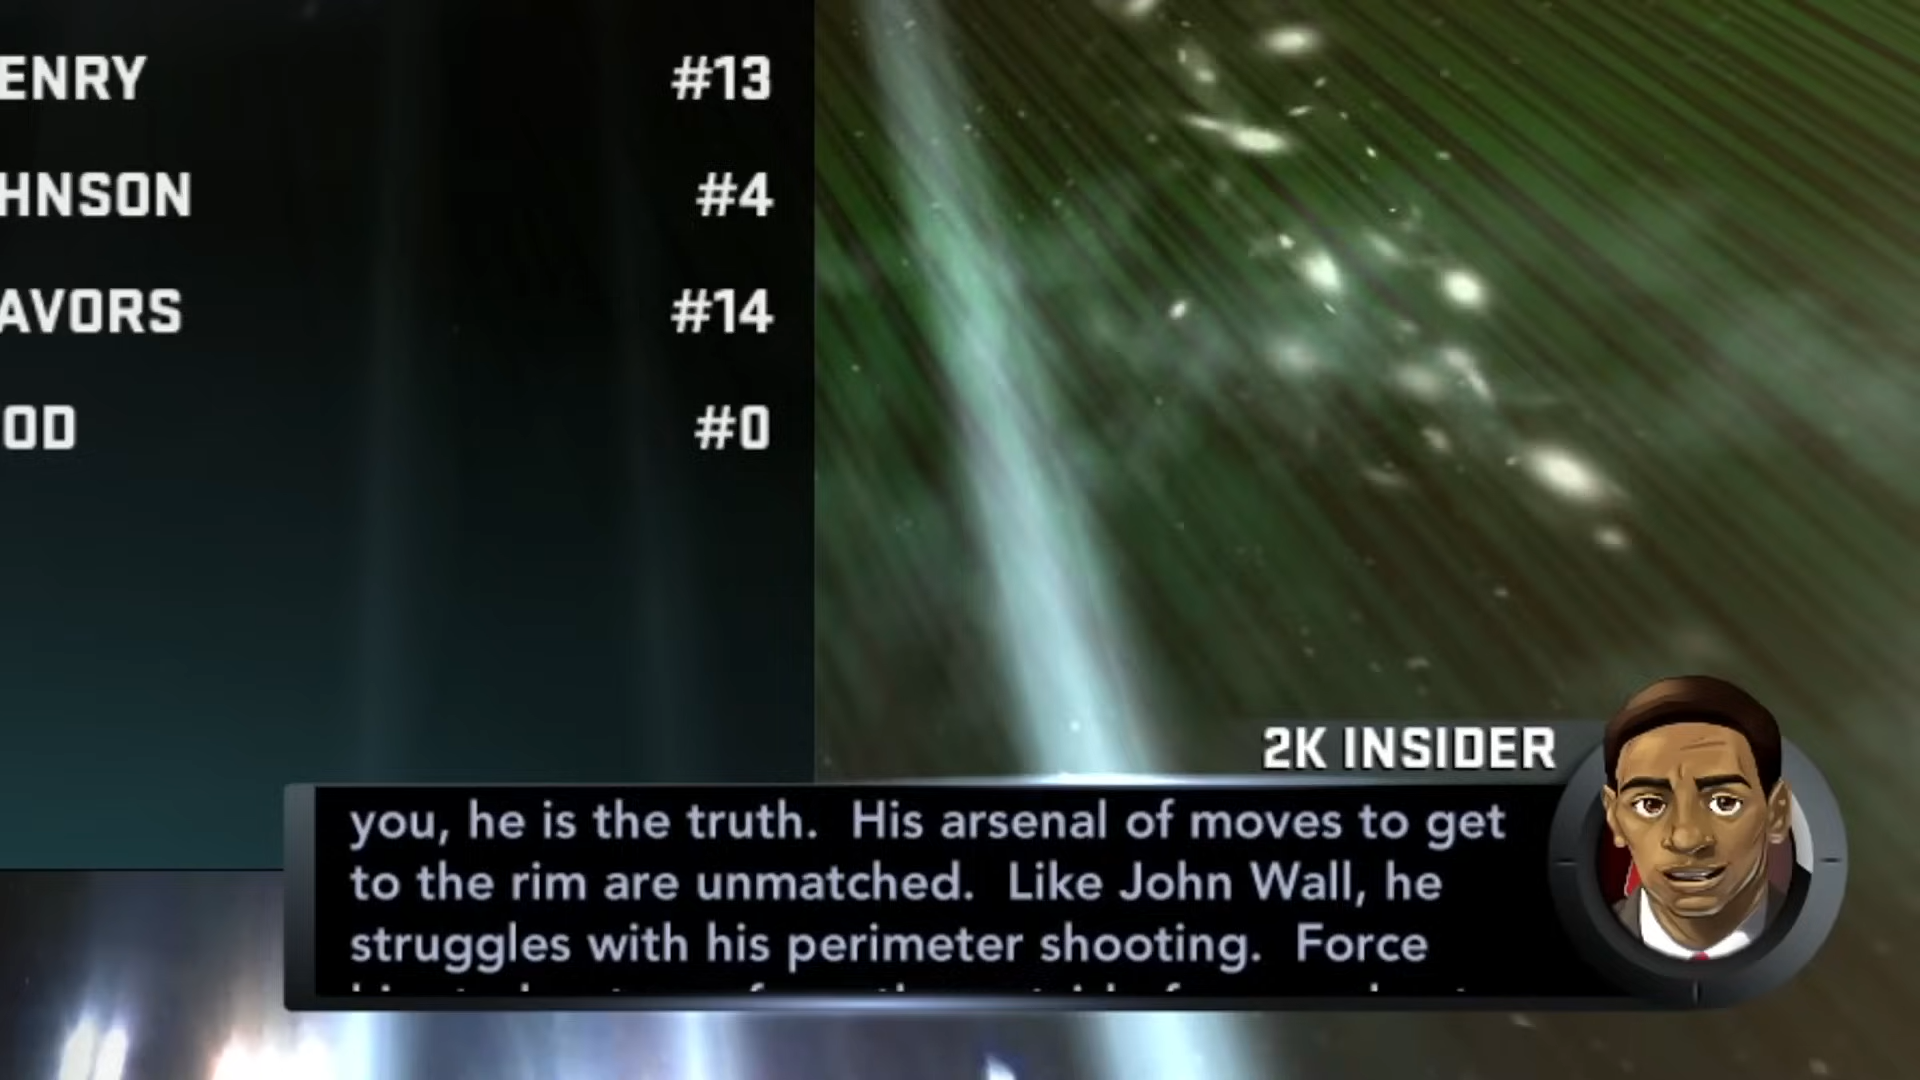 ENRY #13
HNSON #4
AVORS #14
OD #0
2K INSIDER
you, he is the truth.  His arsenal of moves to get
to the rim are unmatched.  Like John Wall, he
struggles with his perimeter shooting.  Force